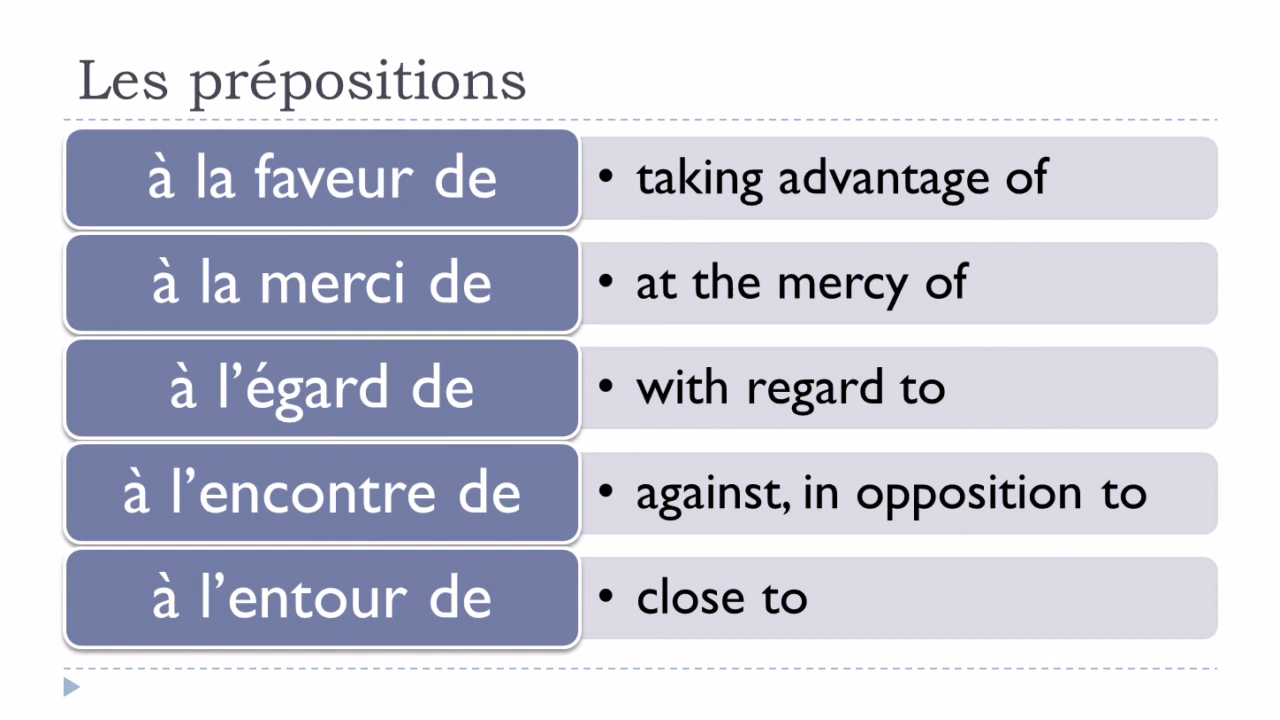 Les prépositions
à la faveur de
• taking advantage of
à la merci de
• at the mercy of
à l’égard de
• with regard to
à l’encontre de
• against, in opposition to
à l’entour de
• close to